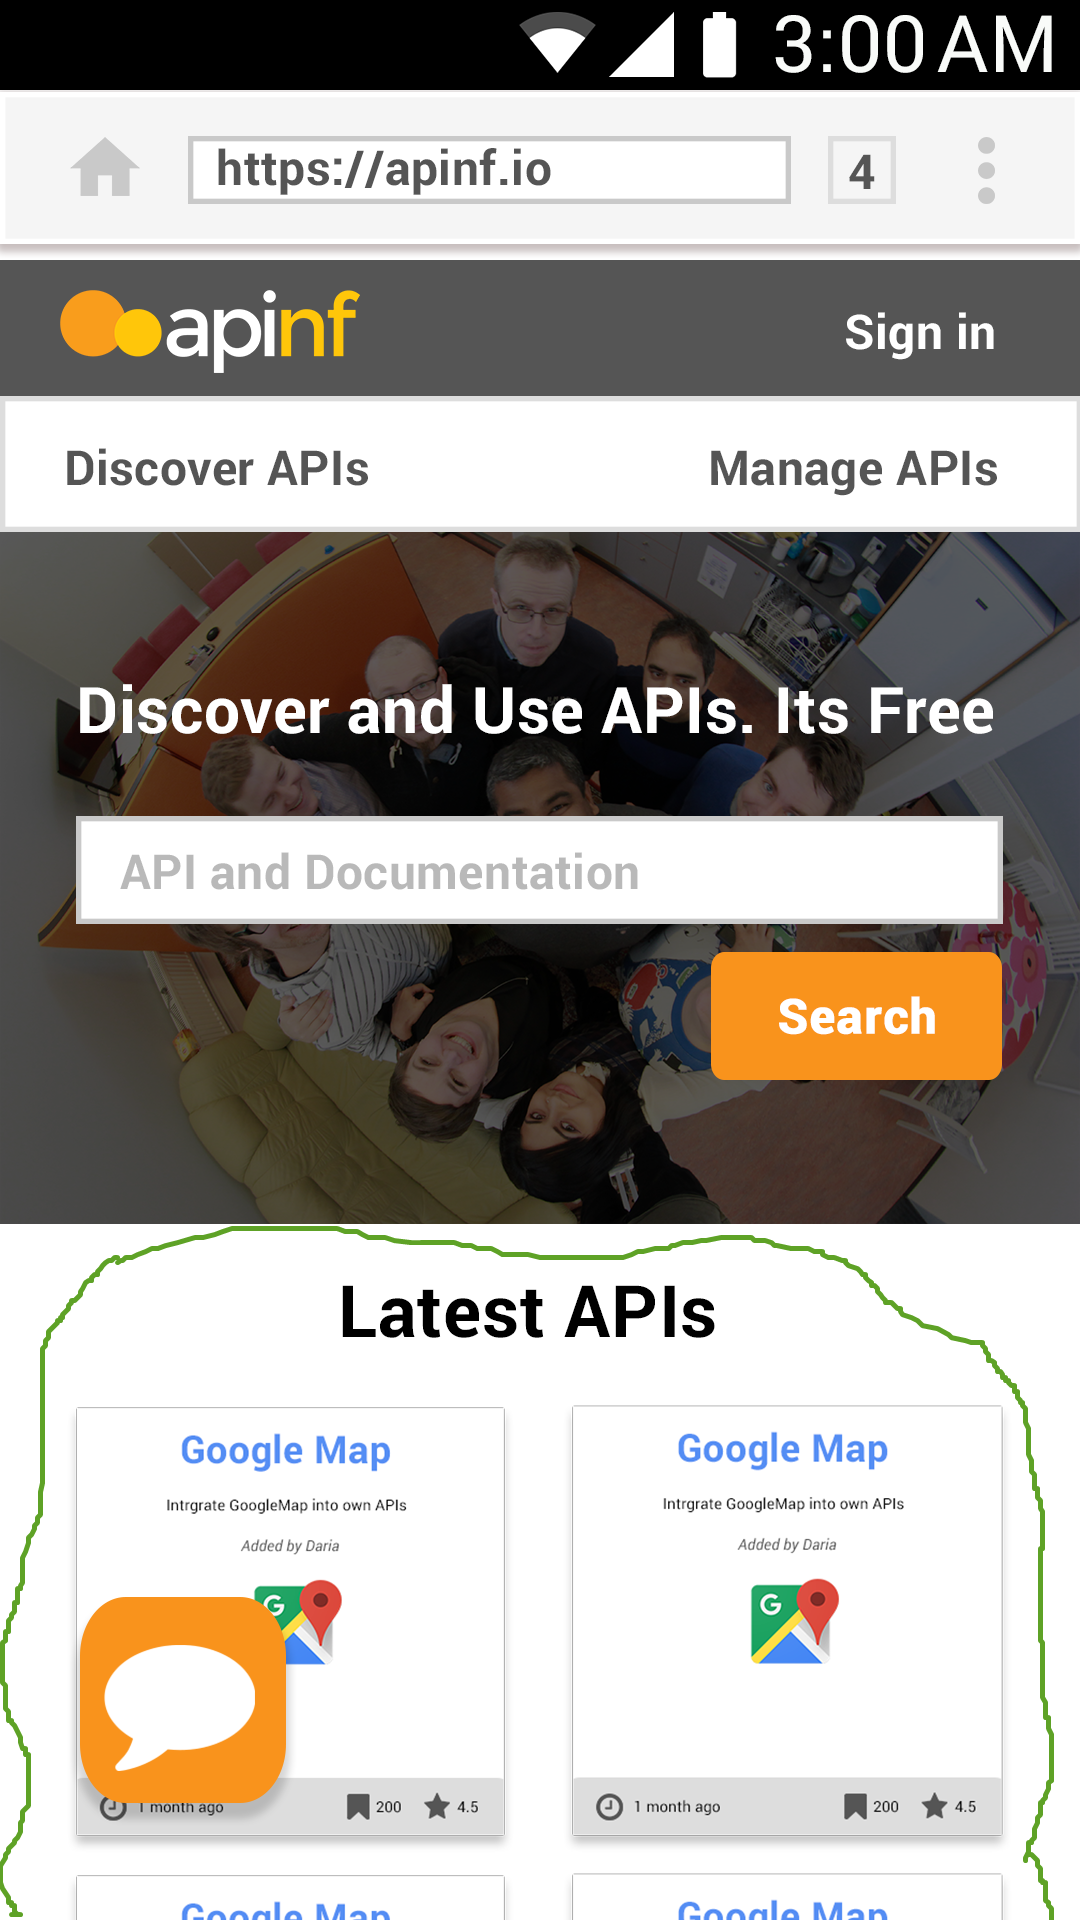 3:00 AM
https://apinf.io
4
apinf
Sign in
Discover APIs
Manage APIs
Discover and Use APIs. Its Free
API and Documentation
Search
Latest APIs
Google Map
Intrgrate GoogleMap into own APIs
Added by Daria
G
1 month ago
200
4.5
Google Map
Intrgrate GoogleMap into own APIs
Added by Daria
G
1 month ago
200
4.5
Google Map
Google Map